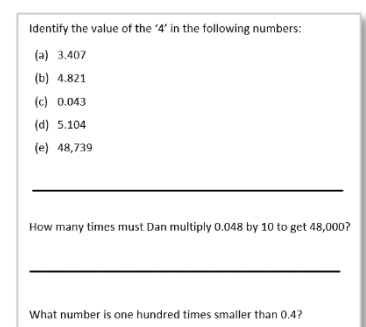 Identify the value of the ‘4’ in the following numbers:
(a) 3.407
(b) 4.821
(c) 0.043
(d) 5.104
(e) 48,739
How many times must Dan multiply 0.048 by 10 to get 48,000?
What number is one hundred times smaller than 0.4?